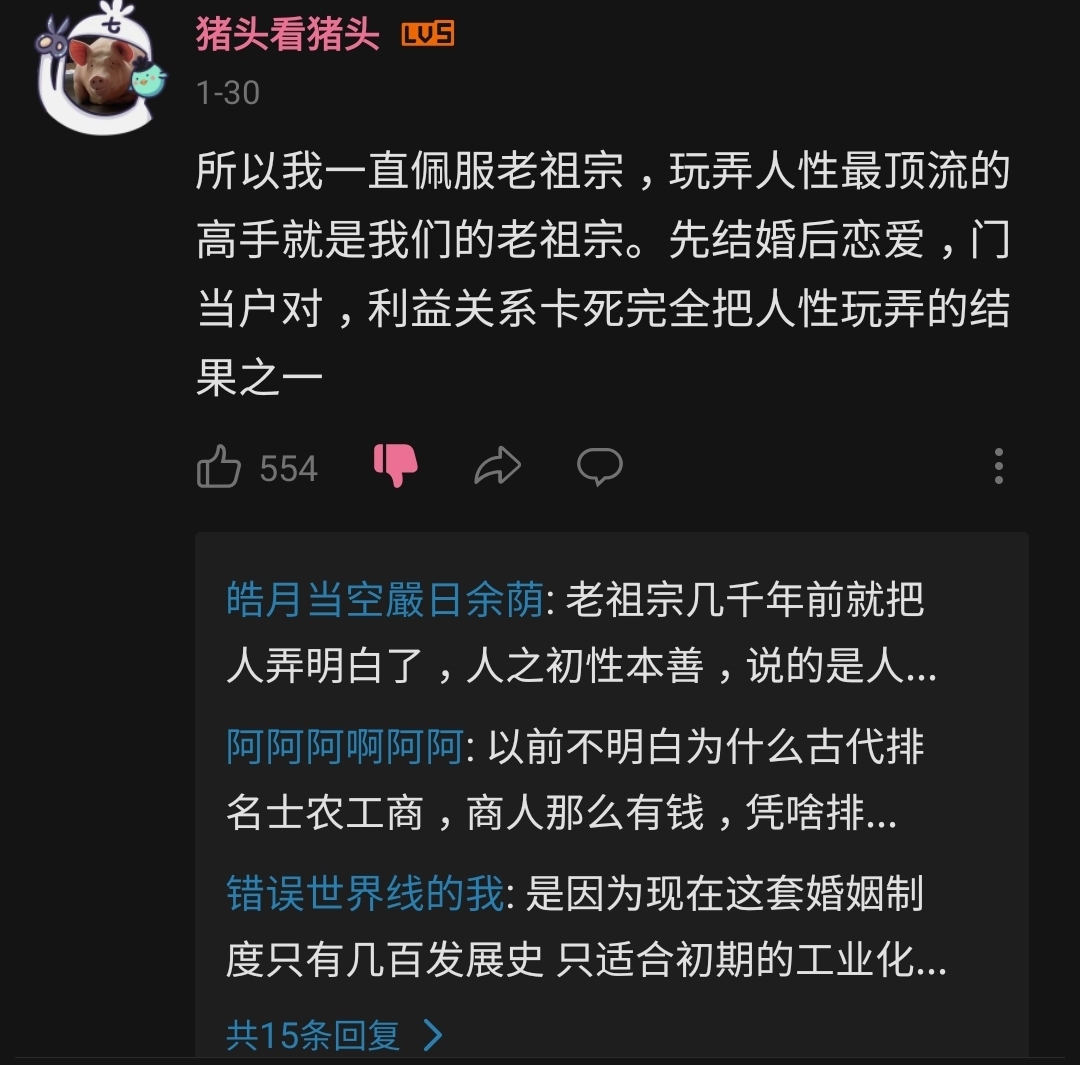 猪头看猪头 LV5
1-30
所以我一直佩服老祖宗，玩弄人性最顶流的
高手就是我们的老祖宗。先结婚后恋爱，门
当户对，利益关系卡死完全把人性玩弄的结
果之一
554
皓月当空嚴日余荫: 老祖宗几千年前就把
人弄明白了，人之初性本善，说的是人...
阿阿阿啊阿阿: 以前不明白为什么古代排
名士农工商，商人那么有钱，凭啥排...
错误世界线的我: 是因为现在这套婚姻制
度只有几百发展史 只适合初期的工业化...
共15条回复